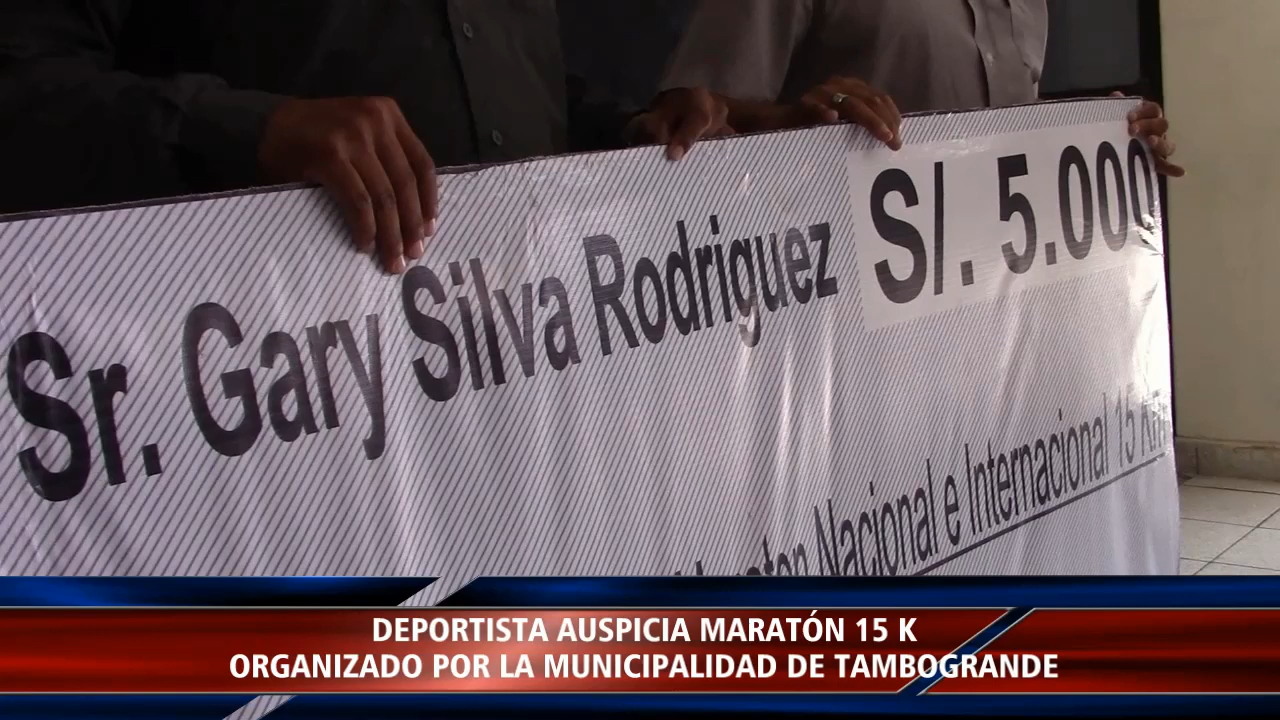 Sr. Gary Silva Rodriguez S/. 5.000
Nacional e Internacional 15 Km
DEPORTISTA AUSPICIA MARATÓN 15 K
ORGANIZADO POR LA MUNICIPALIDAD DE TAMBOGRANDE